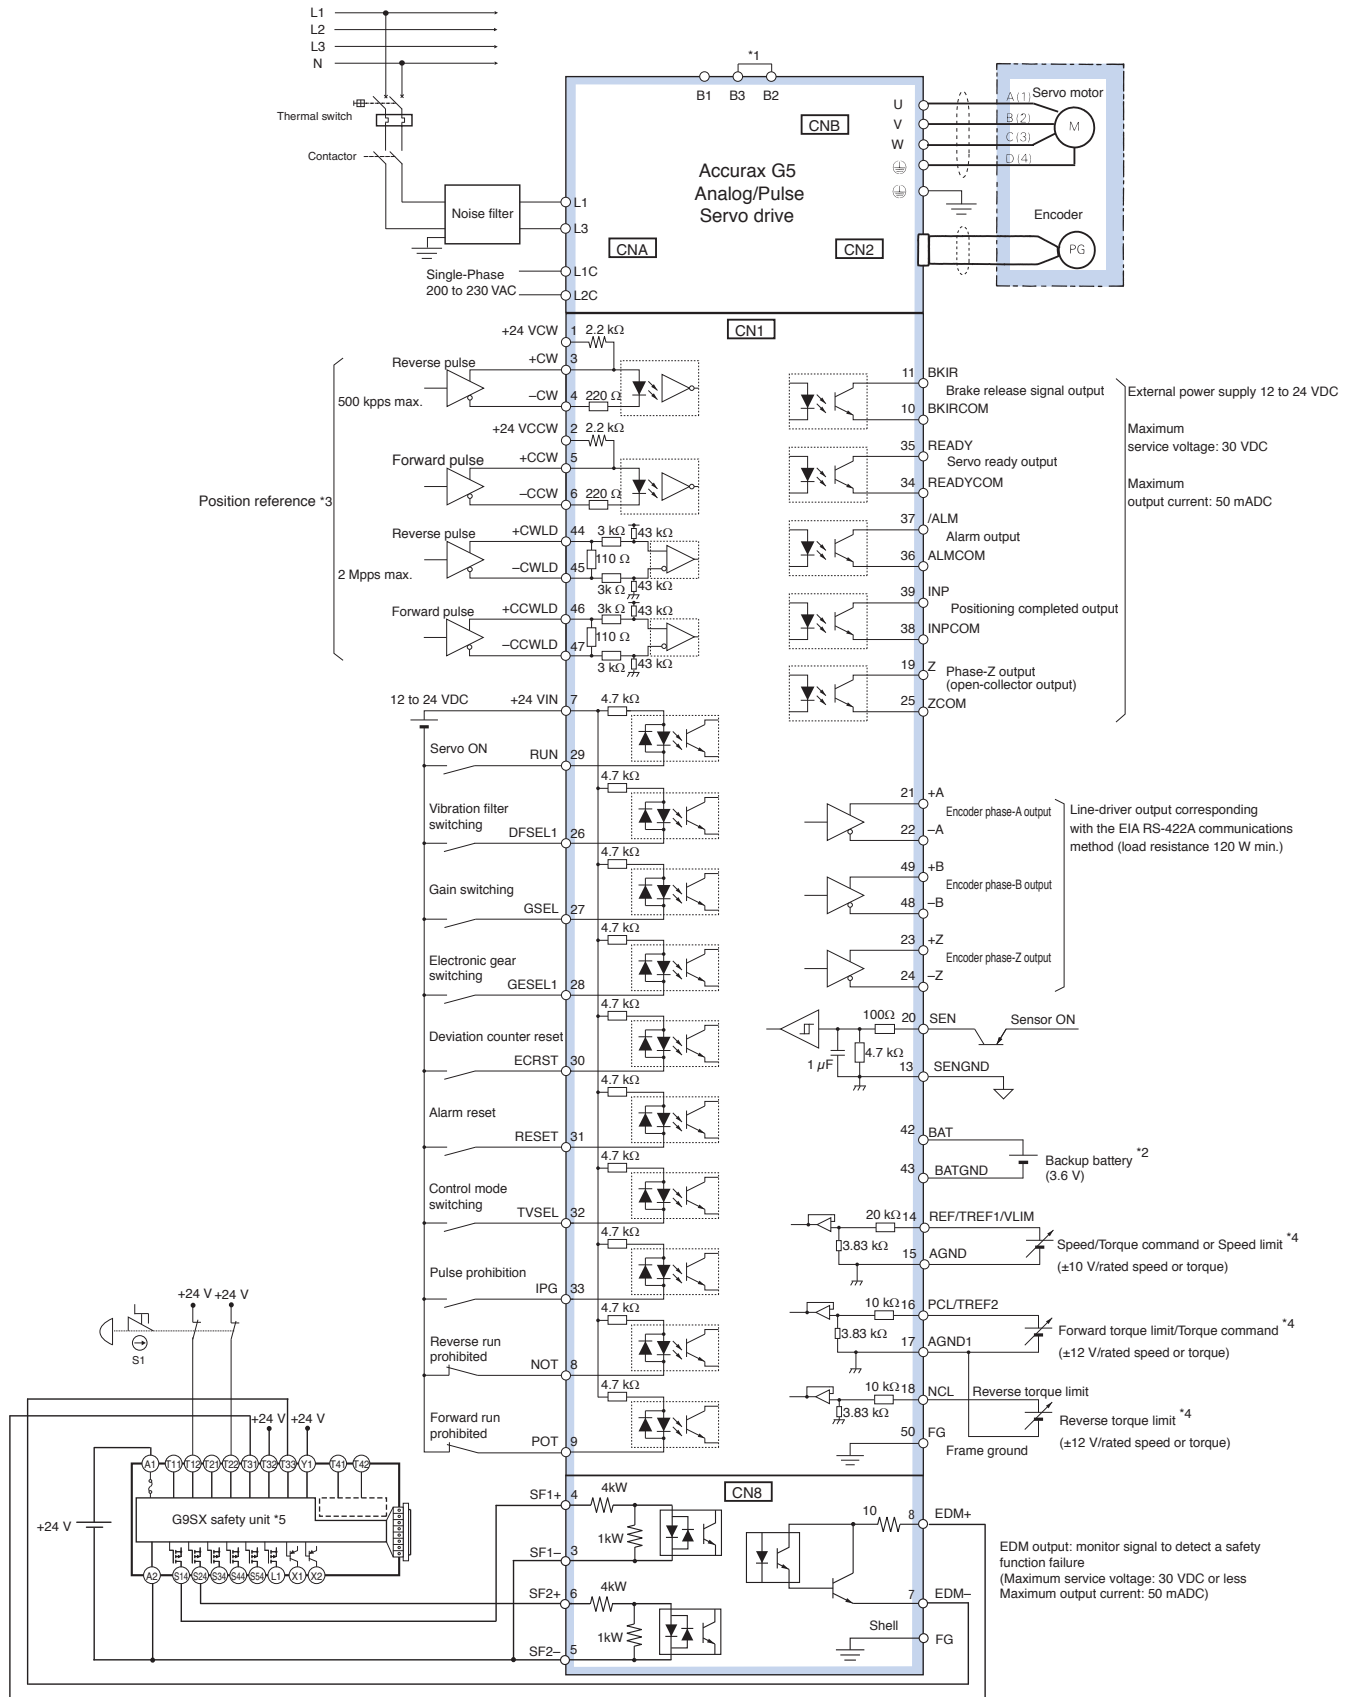 L1
L2
L3
N
Thermal switch
Contactor
Noise filter
Single-Phase
200 to 230 VAC
*1
B1 B3 B2
CNB
Accurax G5
Analog/Pulse
Servo drive
CNA
CN2
L1
L3
L1C
L2C
U
V
W
A (1)
B (2)
C (3)
D (4)
Servo motor
M
Encoder
PG
CN1
+24 VCW 1 2.2 kΩ
Reverse pulse +CW 3
500 kpps max. –CW 4 220 Ω
+24 VCCW 2 2.2 kΩ
Forward pulse +CCW 5
–CCW 6 220 Ω
Position reference *3
Reverse pulse +CWLD 44 3 kΩ 43 kΩ
110 Ω
2 Mpps max. –CWLD 45 3k Ω 43 kΩ
Forward pulse +CCWLD 46 3k Ω 43 kΩ
110 Ω
–CCWLD 47 3 kΩ 43 kΩ
12 to 24 VDC +24 VIN 7 4.7 kΩ
Servo ON
RUN 29
4.7 kΩ
Vibration filter
switching
DFSEL1 26
4.7 kΩ
Gain switching
GSEL 27
4.7 kΩ
Electronic gear
switching
GESEL1 28
4.7 kΩ
Deviation counter reset
ECRST 30
4.7 kΩ
Alarm reset
RESET 31
4.7 kΩ
Control mode
switching
TVSEL 32
4.7 kΩ
Pulse prohibition
IPG 33
4.7 kΩ
Reverse run
prohibited
NOT 8
4.7 kΩ
Forward run
prohibited
POT 9
11 BKIR
Brake release signal output
10 BKIRCOM
35 READY
Servo ready output
34 READYCOM
37 /ALM
Alarm output
36 ALMCOM
39 INP
Positioning completed output
38 INPCOM
19 Z
Phase-Z output
(open-collector output)
25 ZCOM
External power supply 12 to 24 VDC
Maximum
service voltage: 30 VDC
Maximum
output current: 50 mADC
21 +A
Encoder phase-A output
22 –A
49 +B
Encoder phase-B output
48 –B
23 +Z
Encoder phase-Z output
24 –Z
Line-driver output corresponding
with the EIA RS-422A communications
method (load resistance 120 W min.)
100Ω 20 SEN Sensor ON
4.7 kΩ
1 µF
13 SENGND
42 BAT
Backup battery *2
(3.6 V)
43 BATGND
20 kΩ 14 REF/TREF1/VLIM
3.83 kΩ
15 AGND
Speed/Torque command or Speed limit *4
(±10 V/rated speed or torque)
10 kΩ 16 PCL/TREF2
3.83 kΩ
17 AGND1
Forward torque limit/Torque command *4
(±12 V/rated speed or torque)
10 kΩ 18 NCL Reverse torque limit
3.83 kΩ
Reverse torque limit *4
(±12 V/rated speed or torque)
50 FG
Frame ground
+24 V +24 V
S1
+24 V +24 V
A1 T11 T12 T21 T22 T31 T32 T33 Y1 T41 T42
G9SX safety unit *5
+24 V
A2 S14 S24 S34 S44 S54 L1 X1 X2
CN8
SF1+ 4 4kW
1kW
SF1– 3
SF2+ 6 4kW
1kW
SF2– 5
10 8 EDM+
7 EDM–
Shell
FG
EDM output: monitor signal to detect a safety
function failure
(Maximum service voltage: 30 VDC or less
Maximum output current: 50 mADC)